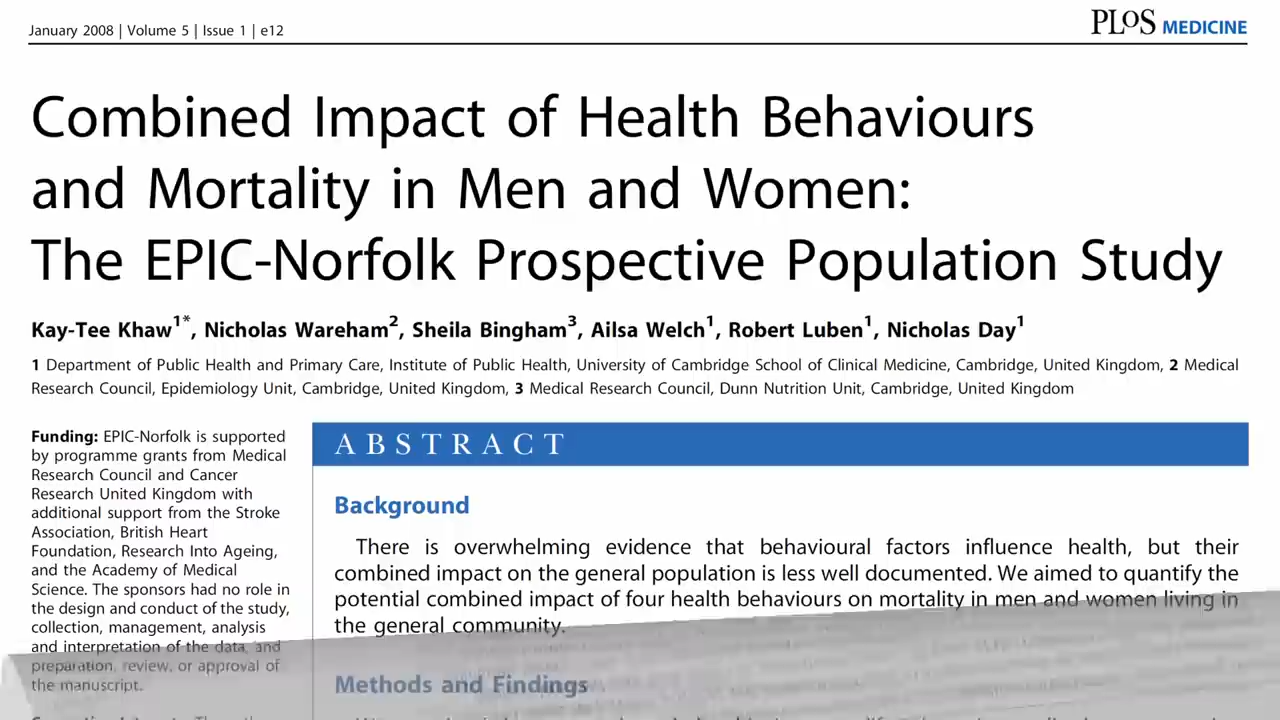 January 2008 | Volume 5 | Issue 1 | e12
PLoS MEDICINE
Combined Impact of Health Behaviours
and Mortality in Men and Women:
The EPIC-Norfolk Prospective Population Study
Kay-Tee Khaw1*, Nicholas Wareham2, Sheila Bingham3, Ailsa Welch1, Robert Luben1, Nicholas Day1
1 Department of Public Health and Primary Care, Institute of Public Health, University of Cambridge School of Clinical Medicine, Cambridge, United Kingdom, 2 Medical
Research Council, Epidemiology Unit, Cambridge, United Kingdom, 3 Medical Research Council, Dunn Nutrition Unit, Cambridge, United Kingdom
Funding: EPIC-Norfolk is supported
by programme grants from Medical
Research Council and Cancer
Research United Kingdom with
additional support from the Stroke
Association, British Heart
Foundation, Research Into Ageing,
and the Academy of Medical
Science. The sponsors had no role in
the design and conduct of the study,
collection, management, analysis
and interpretation of the data, and
preparation, review, or approval of
the manuscript.
ABSTRACT
Background
There is overwhelming evidence that behavioural factors influence health, but their
combined impact on the general population is less well documented. We aimed to quantify the
potential combined impact of four health behaviours on mortality in men and women living in
the general community.
Methods and Findings